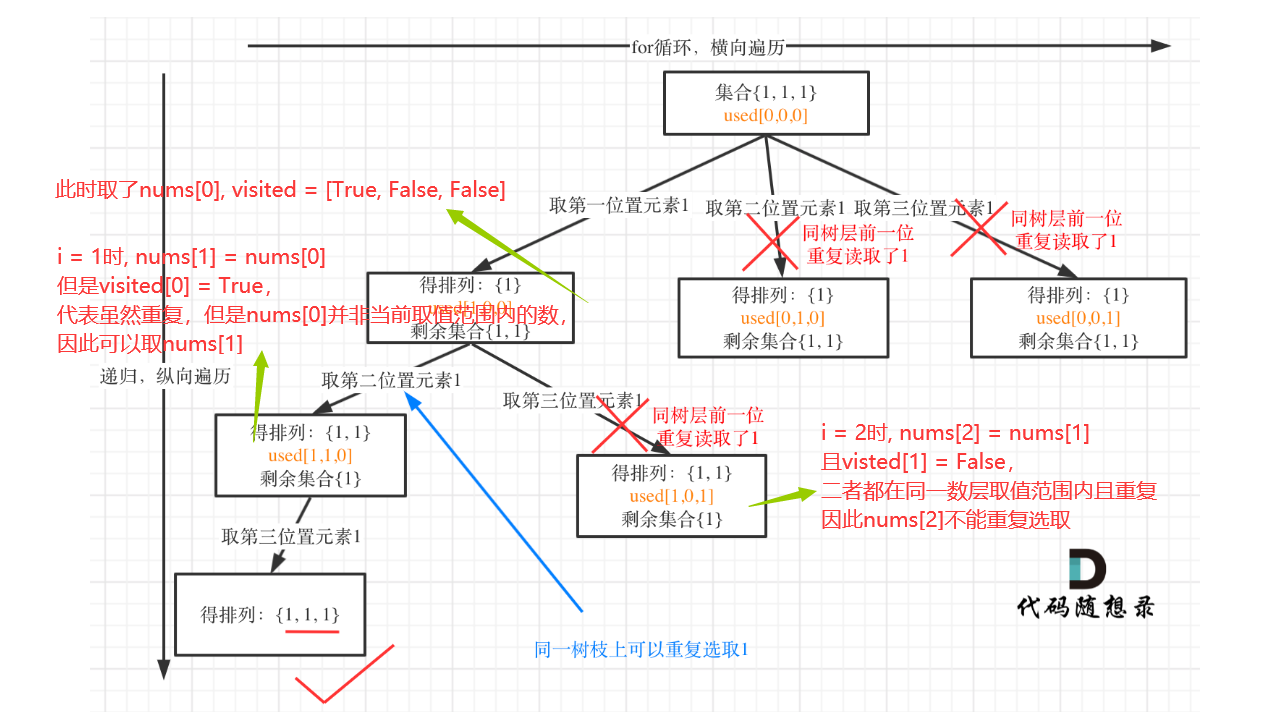 for循环，横向遍历
集合{1, 1, 1}
used[0,0,0]
此时取了nums[0], visited = [True, False, False]
取第一位置元素1
取第二位置元素1
取第三位置元素1
同树层前一位
重复读取了1
同树层前一位
重复读取了1
i = 1时, nums[1] = nums[0]
但是visited[0] = True，
代表虽然重复，但是nums[0]并非当前取值范围内的数，
因此可以取nums[1]
得排列：{1}
used[1,0,0]
剩余集合{1, 1}
得排列：{1}
used[0,1,0]
剩余集合{1, 1}
得排列：{1}
used[0,0,1]
剩余集合{1, 1}
递归，纵向遍历
取第二位置元素1
取第三位置元素1
同树层前一位
重复读取了1
得排列：{1, 1}
used[1,1,0]
剩余集合{1}
得排列：{1, 1}
used[1,0,1]
剩余集合{1}
i = 2时, nums[2] = nums[1]
且visted[1] = False，
二者都在同一数层取值范围内且重复
因此nums[2]不能重复选取
取第三位置元素1
得排列：{1, 1, 1}
同一树枝上可以重复选取1
代码随想录